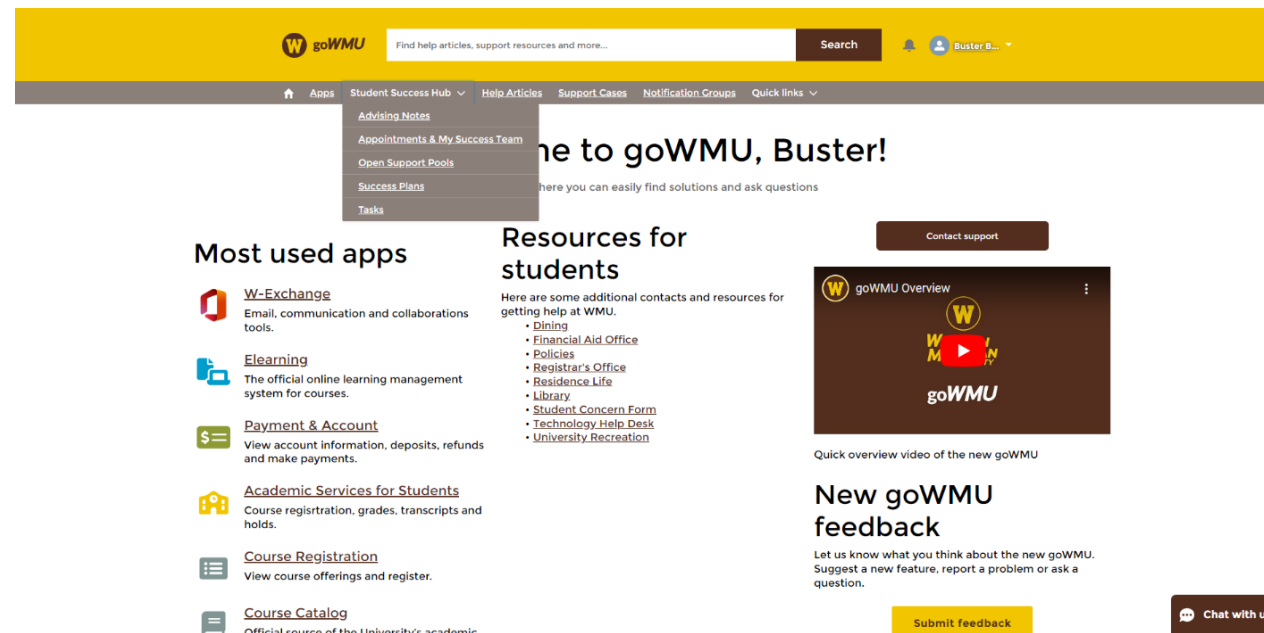 W goWMU
Find help articles, support resources and more...
Search
Buster B...
Apps
Student Success Hub
Help Articles
Support Cases
Notification Groups
Quick links
Advising Notes
Appointments & My Success Team
Open Support Pools
Success Plans
Tasks
to goWMU, Buster!
here you can easily find solutions and ask questions
Most used apps
W-Exchange
Email, communication and collaborations
tools.
Elearning
The official online learning management
system for courses.
Payment & Account
View account information, deposits, refunds
and make payments.
Academic Services for Students
Course regisrtration, grades, transcripts and
holds.
Course Registration
View course offerings and register.
Course Catalog
Official source of the University's academic
Resources for
students
Here are some additional contacts and resources for
getting help at WMU.
• Dining
• Financial Aid Office
• Policies
• Registrar's Office
• Residence Life
• Library
• Student Concern Form
• Technology Help Desk
• University Recreation
Contact support
W goWMU Overview
W
goWMU
Quick overview video of the new goWMU
New goWMU
feedback
Let us know what you think about the new goWMU.
Suggest a new feature, report a problem or ask a
question.
Submit feedback
Chat with